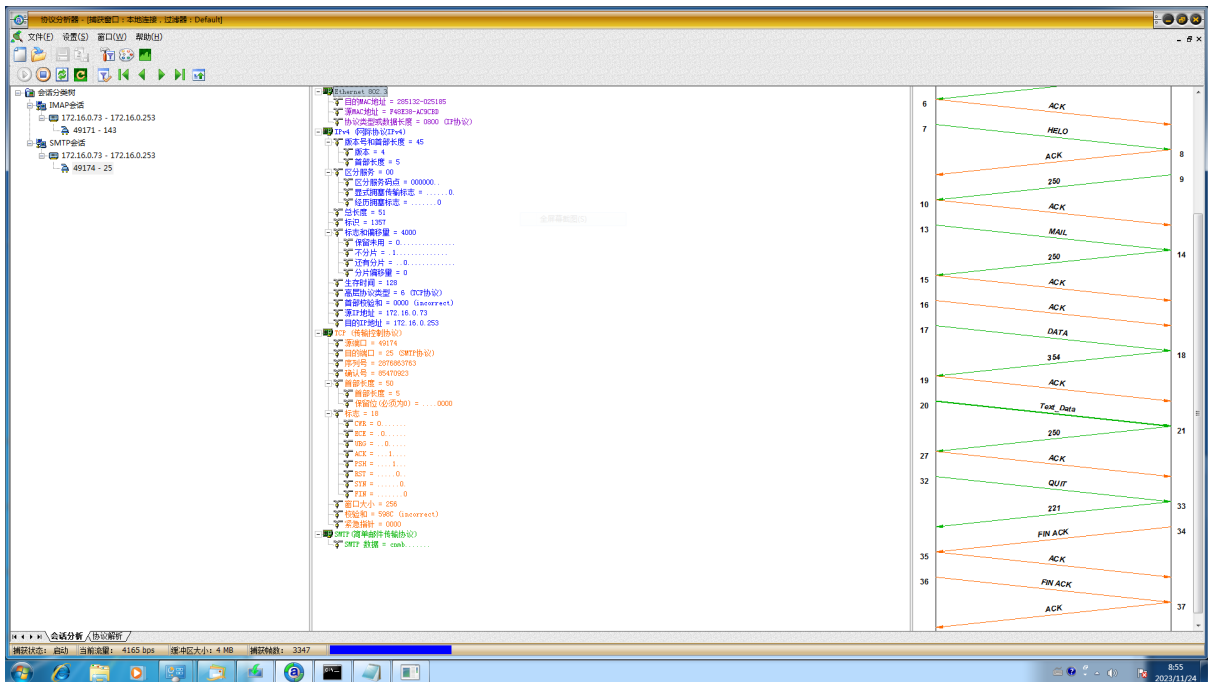 协议分析器 - [捕获窗口：本地连接，过滤器：Default]
文件(F) 设置(S) 窗口(W) 帮助(H)
会话分类树
IMAP会话
172.16.0.73 - 172.16.0.253
49171 - 143
SMTP会话
172.16.0.73 - 172.16.0.253
49174 - 25
Ethernet 802.3
目的MAC地址 = 285132-025185
源MAC地址 = F48E38-AC9CBD
协议类型或数据长度 = 0800 (IP协议)
IPv4 (网际协议IPv4)
版本号和首部长度 = 45
版本 = 4
首部长度 = 5
区分服务 = 00
区分服务码点 = 000000..
显式拥塞传输标志 = ......0.
经历拥塞标志 = .......0
总长度 = 51
标识 = 1357
标志和偏移量 = 4000
保留未用 = 0...............
不分片 = .1..............
还有分片 = ..0.............
分片偏移量 = 0
生存时间 = 128
高层协议类型 = 6 (TCP协议)
首部校验和 = 0000 (incorrect)
源IP地址 = 172.16.0.73
目的IP地址 = 172.16.0.253
TCP (传输控制协议)
源端口 = 49174
目的端口 = 25 (SMTP协议)
序列号 = 2876863763
确认号 = 85479923
首部长度 = 50
首部长度 = 5
保留位(必须为0) = ....0000
标志 = 18
CWR = 0.......
ECE = .0......
URG = ..0.....
ACK = ...1....
PSH = ....1...
RST = .....0..
SYN = ......0.
FIN = .......0
窗口大小 = 256
校验和 = 598C (incorrect)
紧急指针 = 0000
SMTP(简单邮件传输协议)
SMTP 数据 = cnmb.......
全屏幕截图(S)
6 ACK
7 HELO
ACK 8
250 9
10 ACK
13 MAIL
250 14
15 ACK
16 ACK
17 DATA
354 18
19 ACK
20 Text_Data
250 21
27 ACK
32 QUIT
221 33
FIN ACK 34
35 ACK
36 FIN ACK
ACK 37
会话分析 协议解析
捕获状态： 启动 当前流量： 4165 bps 缓冲区大小：4 MB 捕获帧数： 3347
8:55
2023/11/24